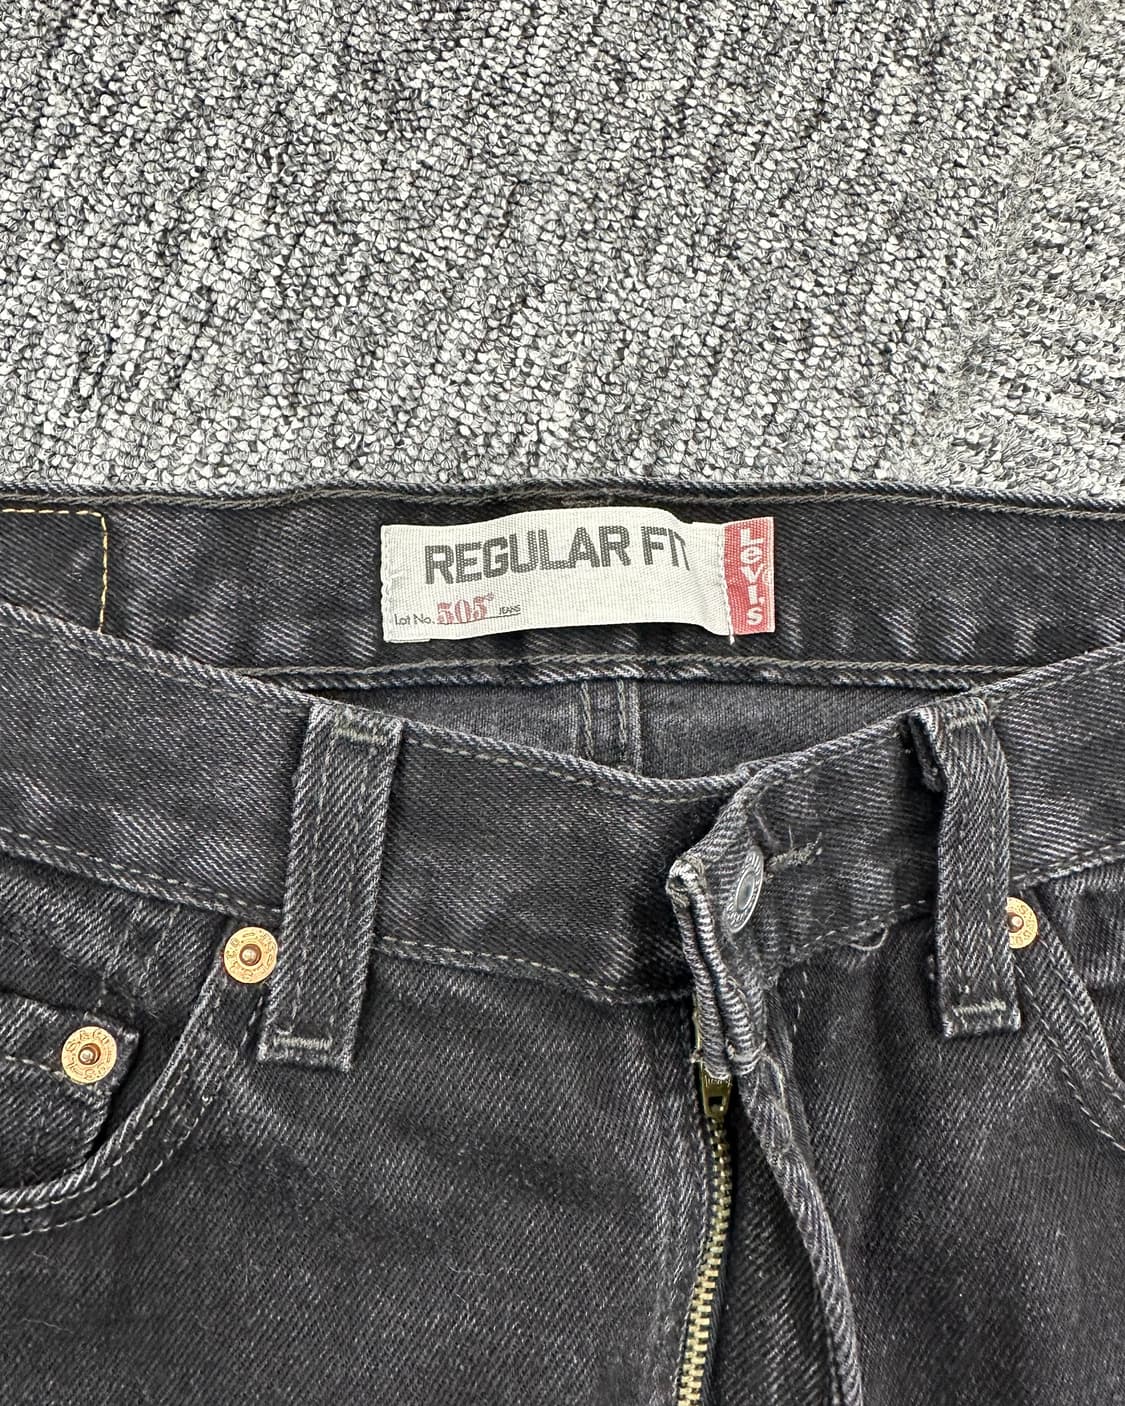 REGULAR FIT
Lot No. 505® JEANS
Levi's